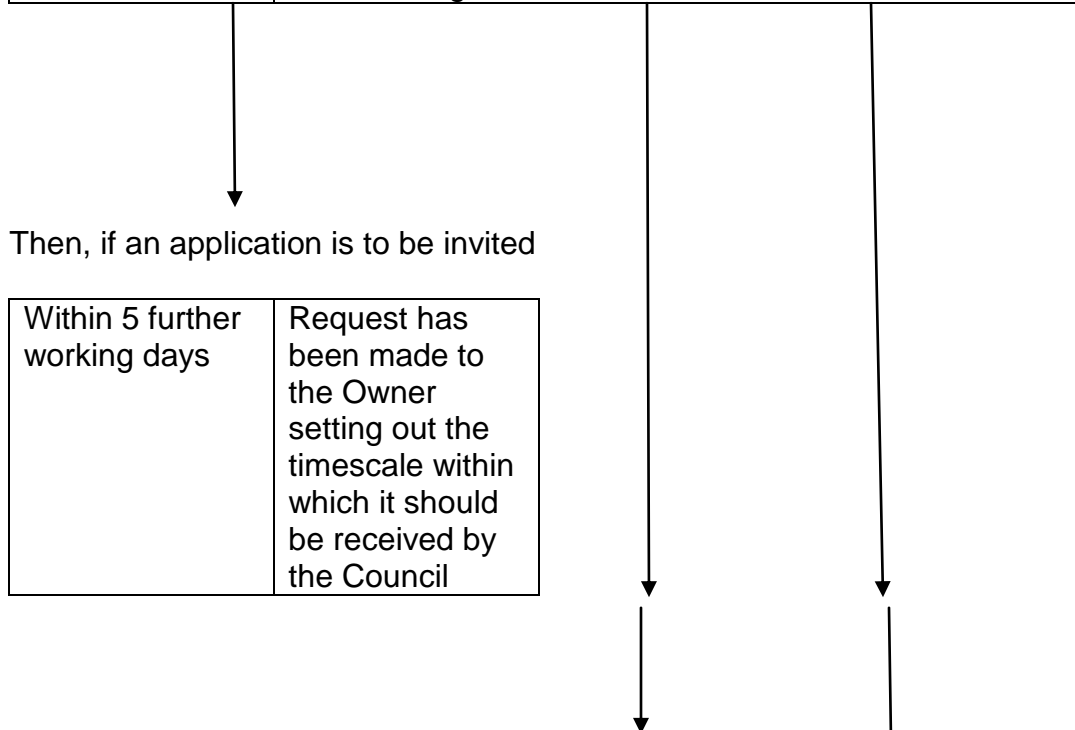 Then, if an application is to be invited
Within 5 further
working days
Request has
been made to
the Owner
setting out the
timescale within
which it should
be received by
the Council